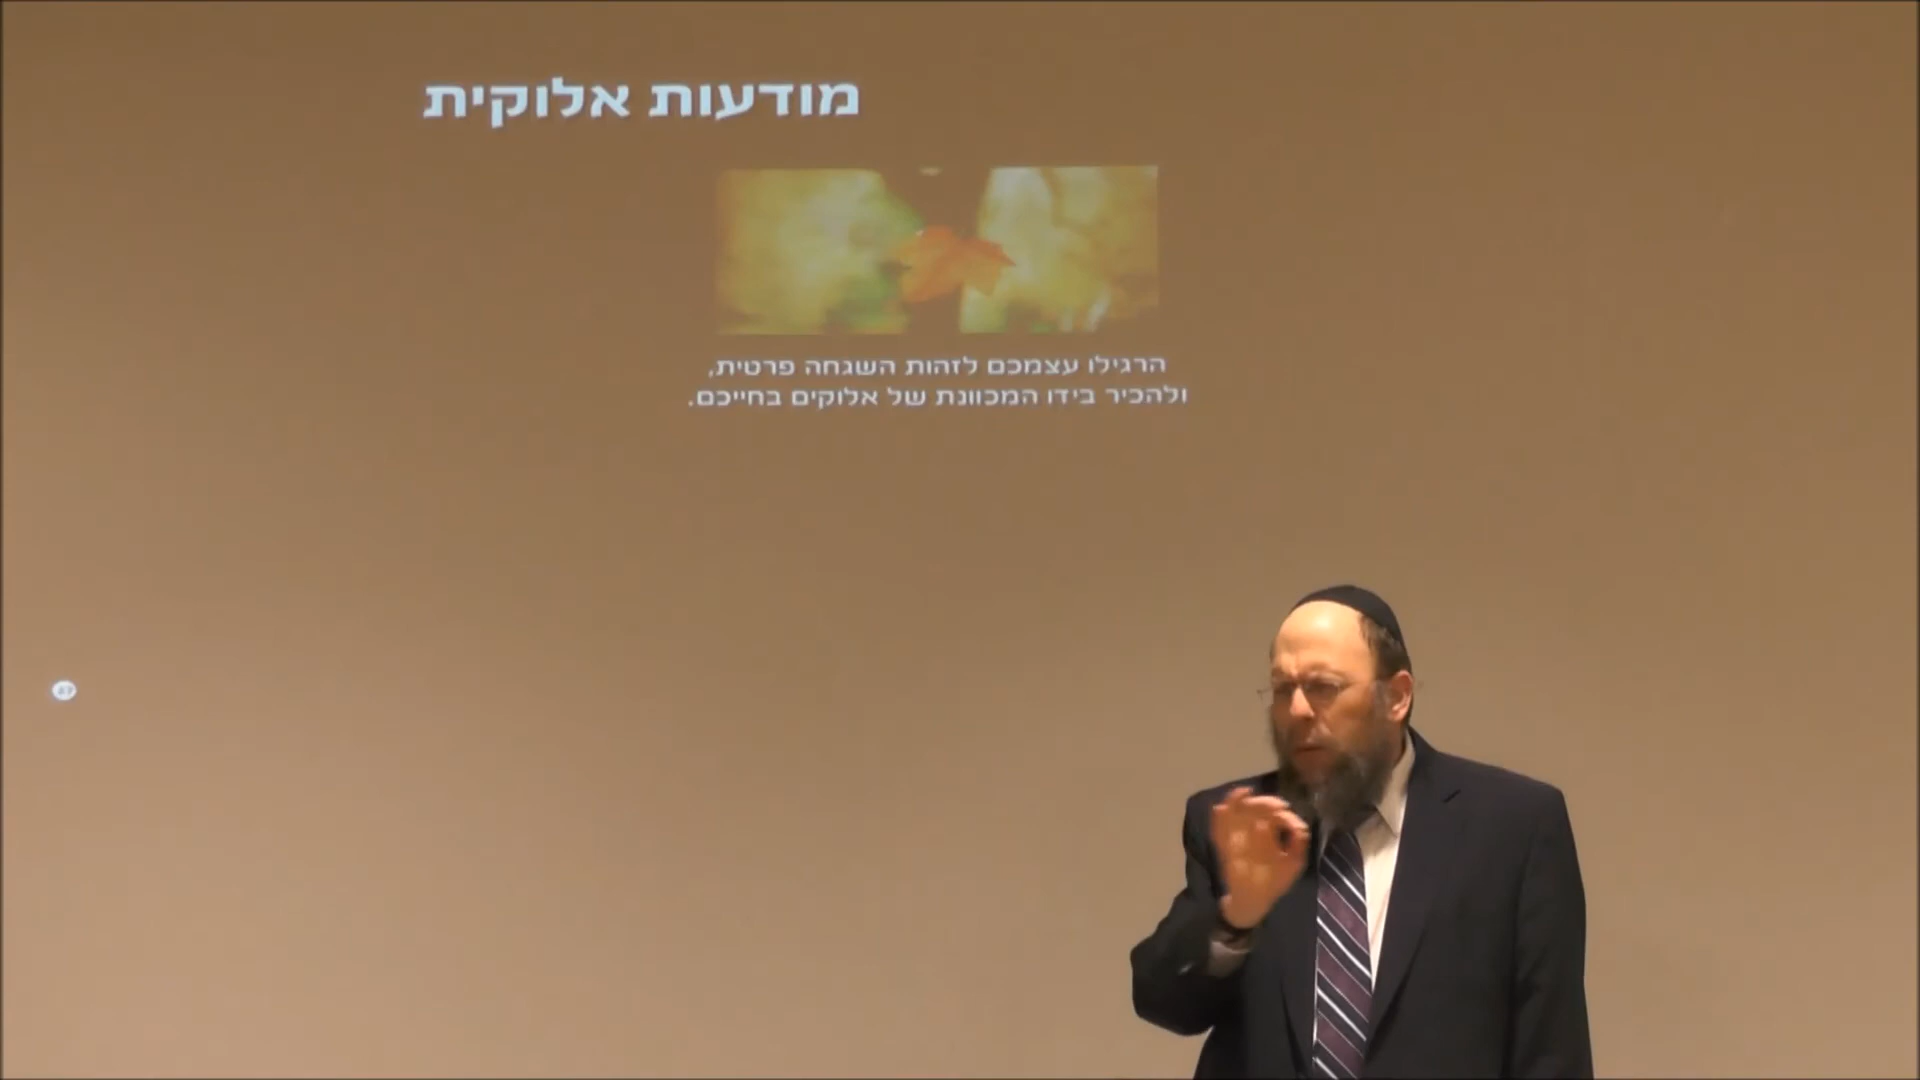 מודעות אלוקית
הרגילו עצמכם לזהות השגחה פרטית,
ולהכיר בידו המכוונת של אלוקים בחייכם.